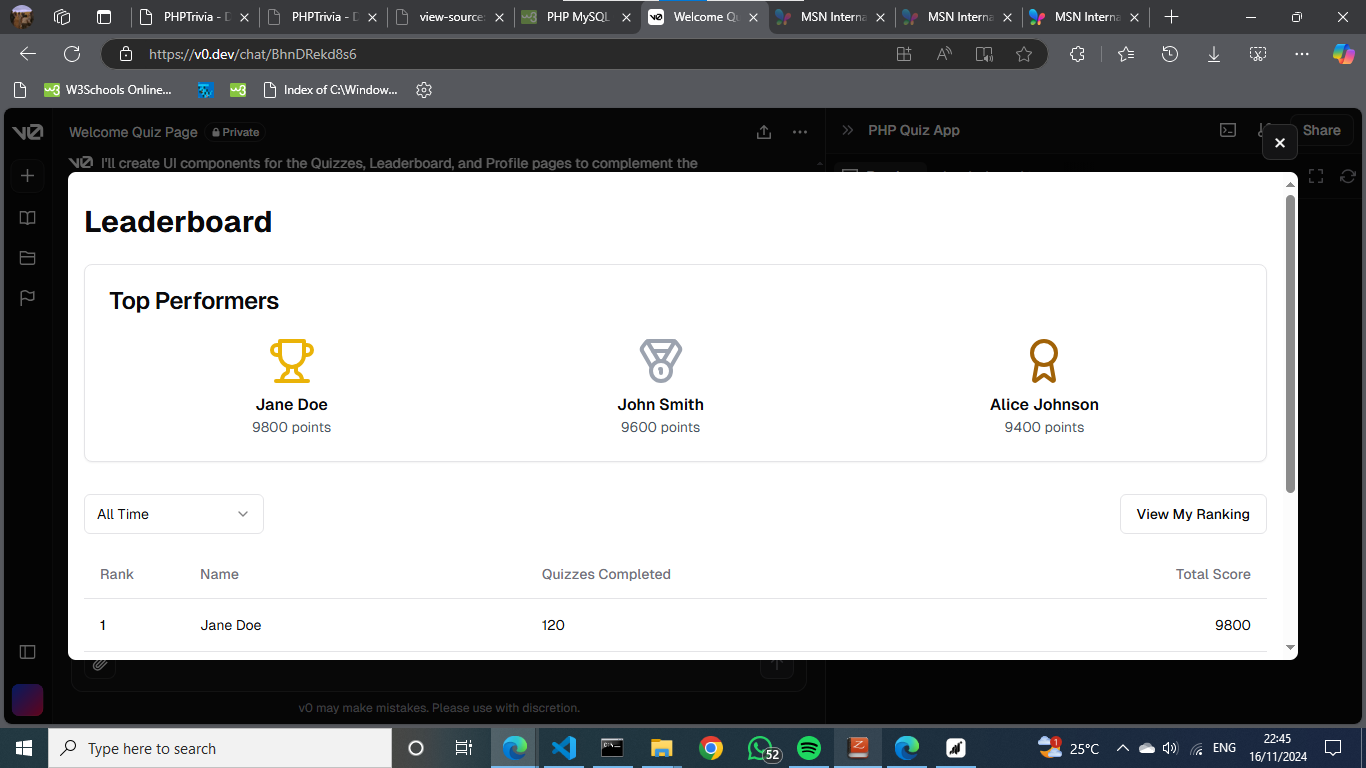 PHPTrivia - D
PHPTrivia - D
view-source:
PHP MySQL
Welcome Qu
MSN Interna
MSN Interna
MSN Interna
https://v0.dev/chat/BhnDRekd8s6
W3Schools Online...
Index of C:\Window...
Welcome Quiz Page
Private
PHP Quiz App
Share
I'll create UI components for the Quizzes, Leaderboard, and Profile pages to complement the
Leaderboard
Top Performers
Jane Doe
John Smith
Alice Johnson
9800 points
9600 points
9400 points
All Time
View My Ranking
Rank
Name
Quizzes Completed
Total Score
1
Jane Doe
120
9800
v0 may make mistakes. Please use with discretion.
Type here to search
52
1
25°C
ENG
22:45
16/11/2024